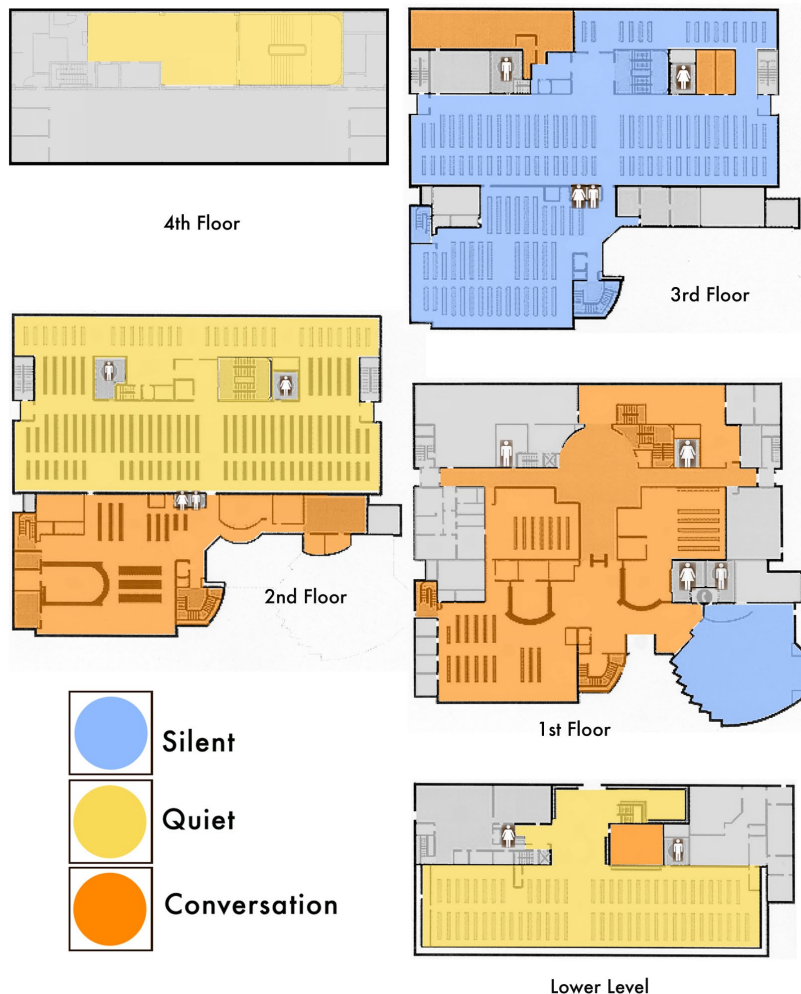 4th Floor
3rd Floor
2nd Floor
1st Floor
Silent
Quiet
Conversation
Lower Level